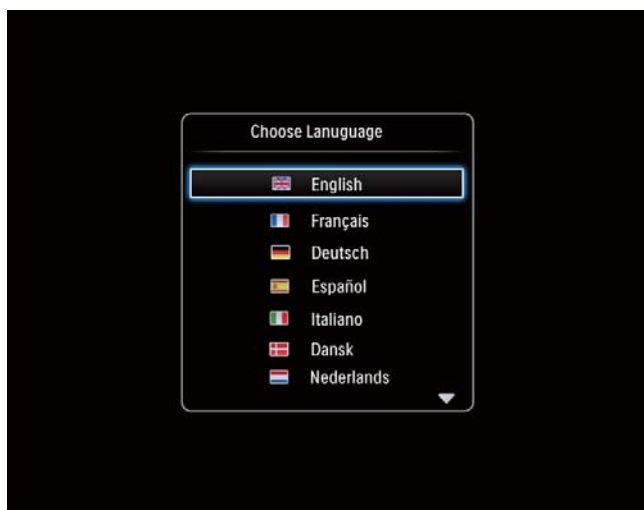 Choose Lanuguage
English
Français
Deutsch
Español
Italiano
Dansk
Nederlands